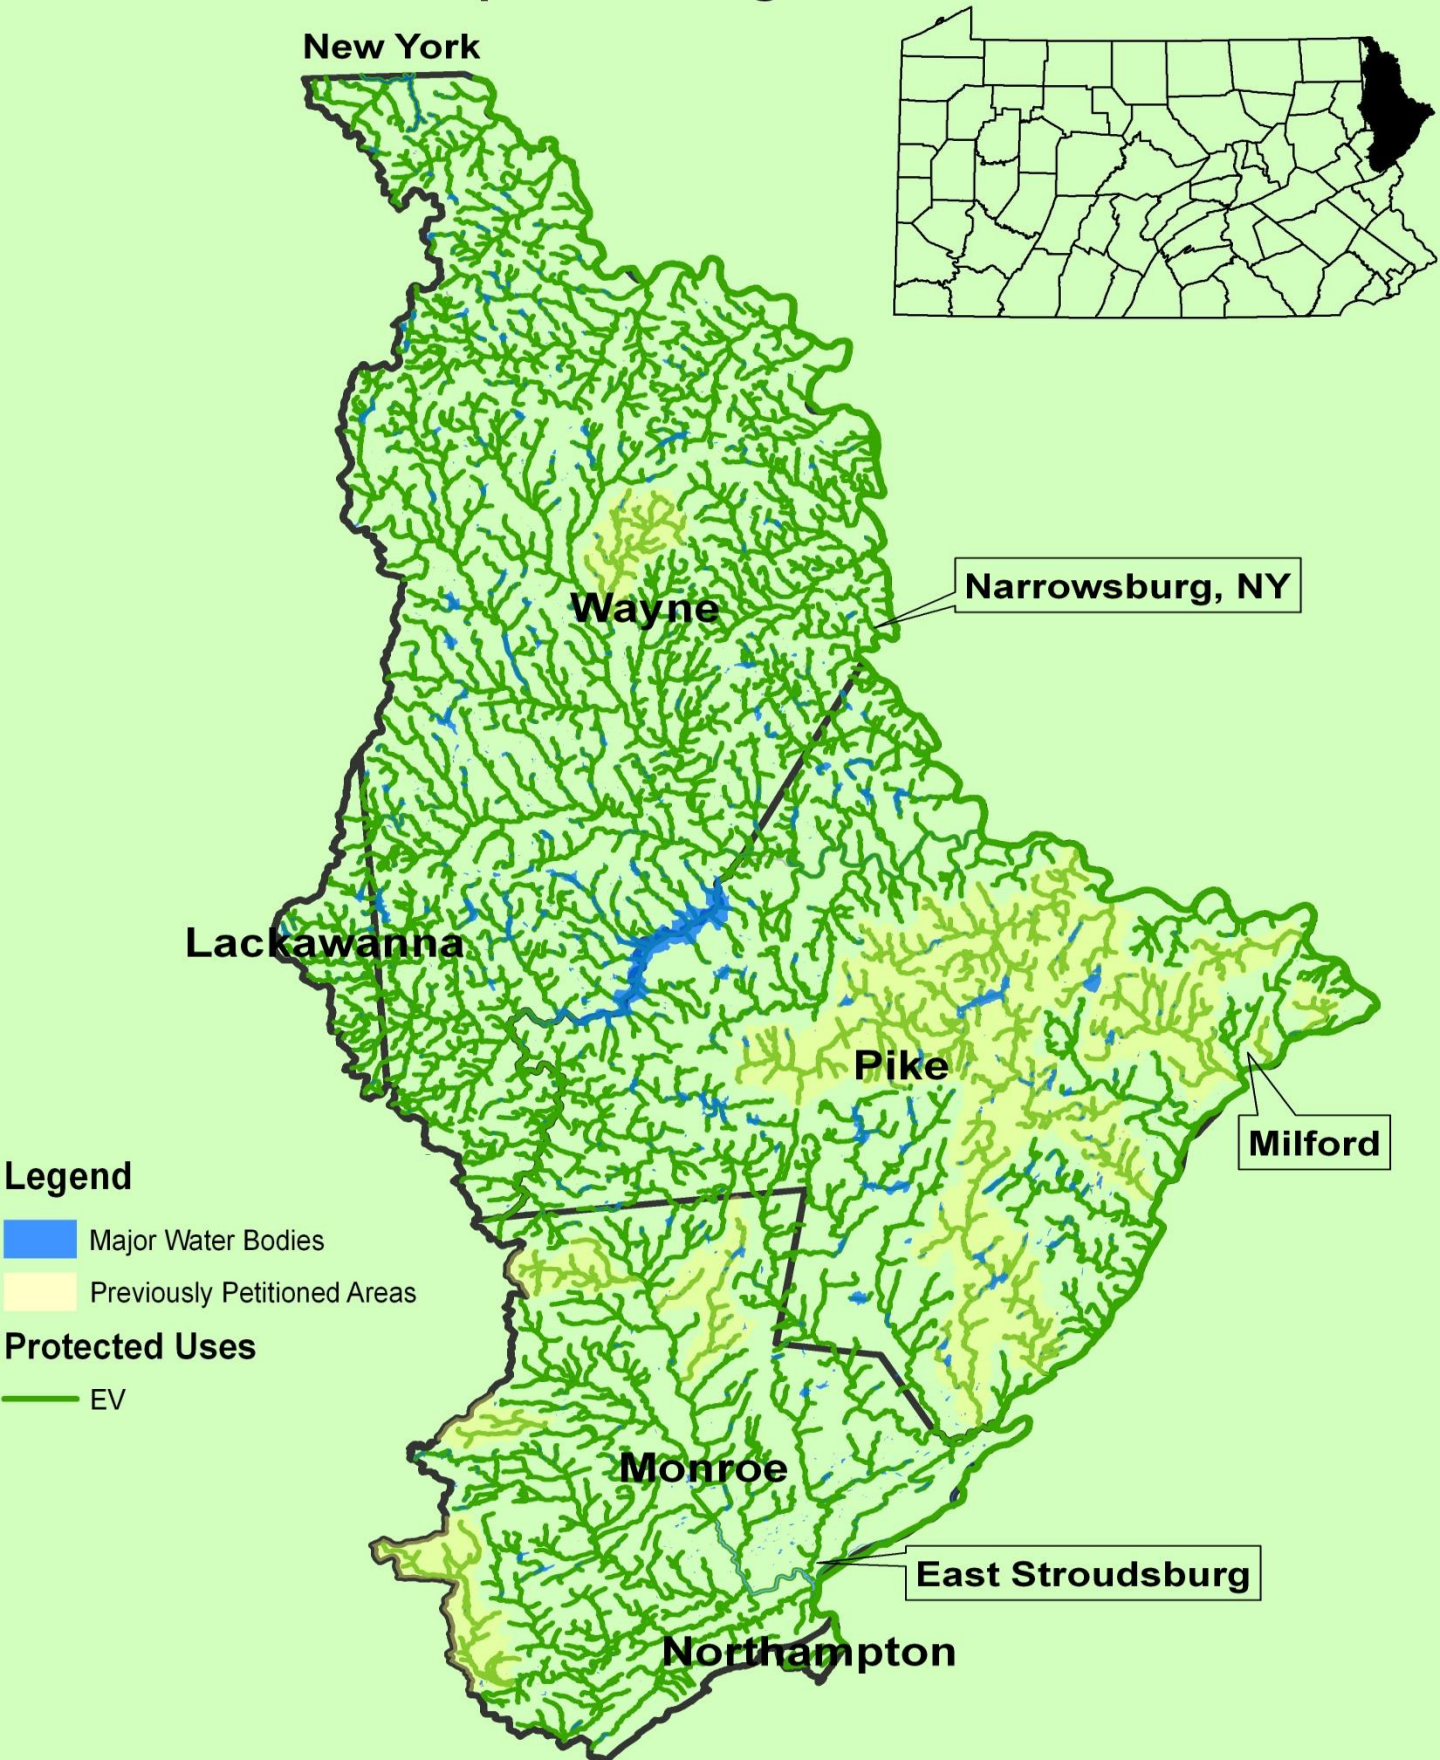 New York
Wayne
Narrowsburg, NY
Lackawanna
Pike
Milford
Legend
Major Water Bodies
Previously Petitioned Areas
Protected Uses
EV
Monroe
East Stroudsburg
Northampton